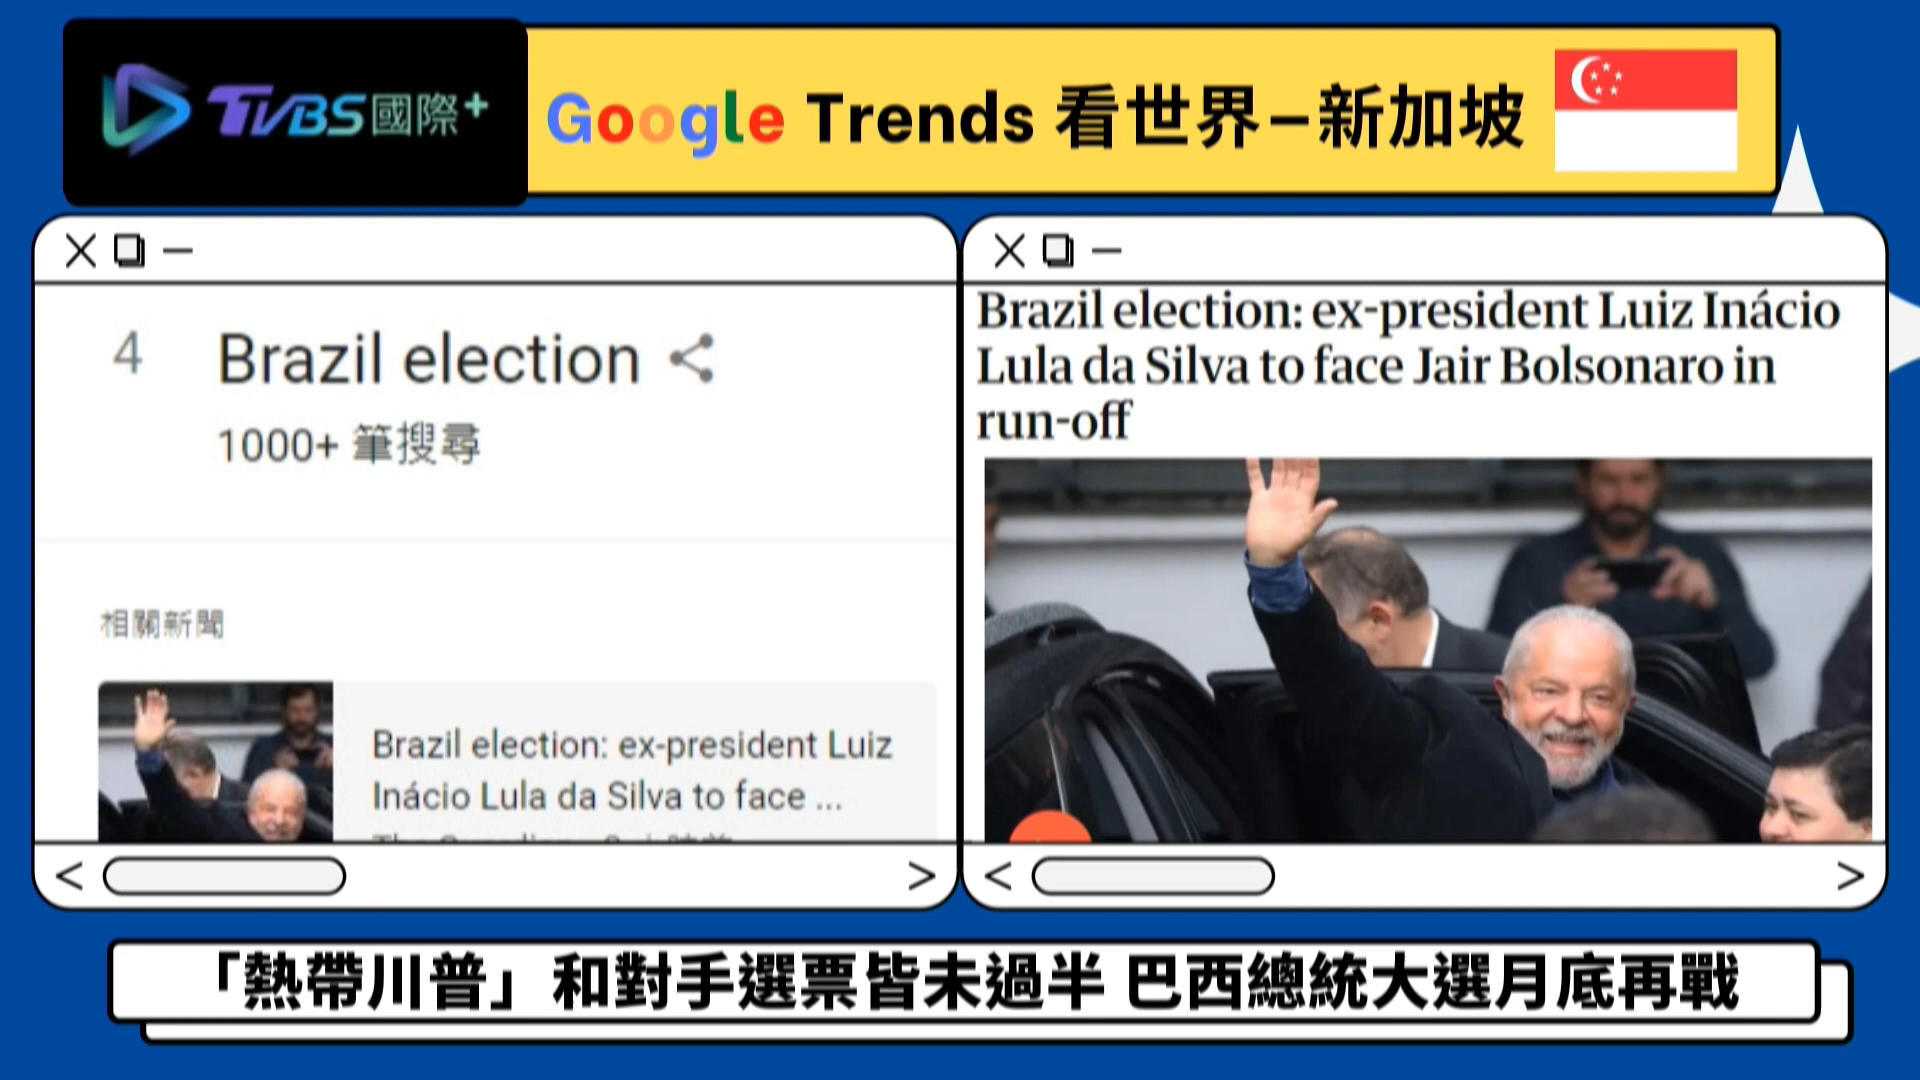 TVBS國際+
Google Trends 看世界–新加坡
4 Brazil election
1000+ 筆搜尋
相關新聞
Brazil election: ex-president Luiz
Inácio Lula da Silva to face ...
Brazil election: ex-president Luiz Inácio
Lula da Silva to face Jair Bolsonaro in
run-off
「熱帶川普」和對手選票皆未過半 巴西總統大選月底再戰